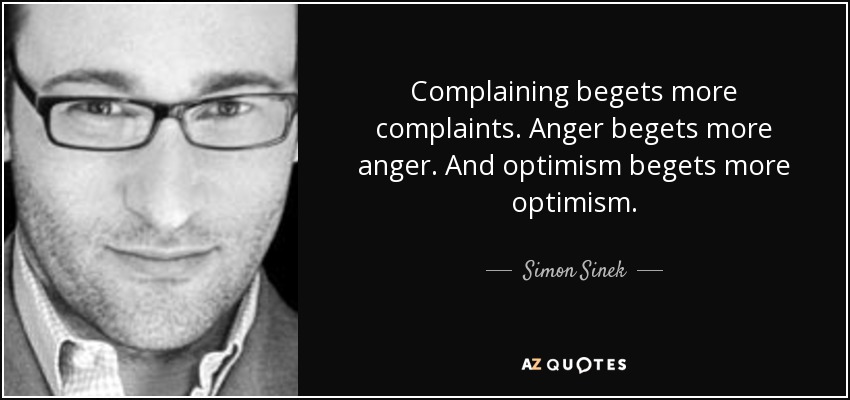 Complaining begets more
complaints. Anger begets more
anger. And optimism begets more
optimism.
Simon Sinek
AZ QUOTES